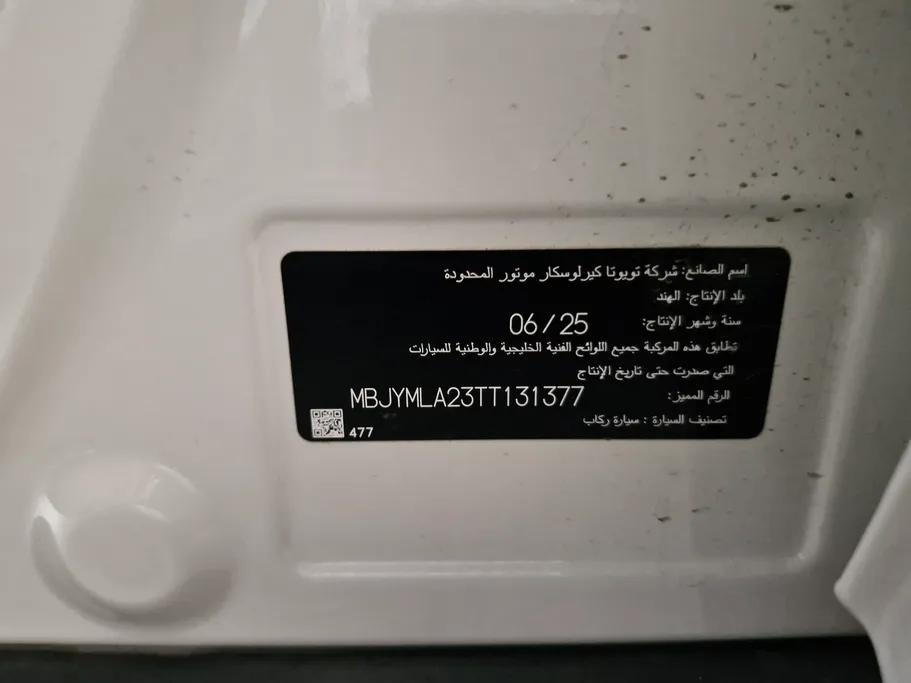 اسم الصانع: شركة تويوتا كيرلوسكار موتور المحدودة
بلد الإنتاج: الهند
سنة وشهر الإنتاج: 06/25
تطابق هذه المركبة جميع اللوائح الفنية الخليجية والوطنية للسيارات
التي صدرت حتى تاريخ الإنتاج
الرقم المميز: MBJYMLA23TT131377
تصنيف السيارة : سيارة ركاب
477